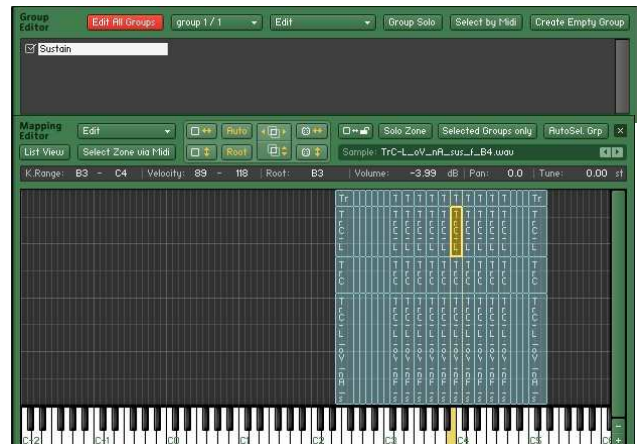 Group Editor
Edit All Groups
group 1 / 1
Edit
Group Solo
Select by Midi
Create Empty Group
Sustain
Mapping Editor
Edit
Auto
Solo Zone
Selected Groups only
AutoSel. Grp
List View
Select Zone via Midi
Root
Sample: TrC-L_oV_nA_sus_f_B4.wav
K.Range: B3 - C4 | Velocity: 89 - 118 | Root: B3 | Volume: -3.99 dB | Pan: 0.0 | Tune: 0.00 st
Tr T T T T T T T T T T Tr
C-2 C-1 C0 C1 C2 C3 C4 C5